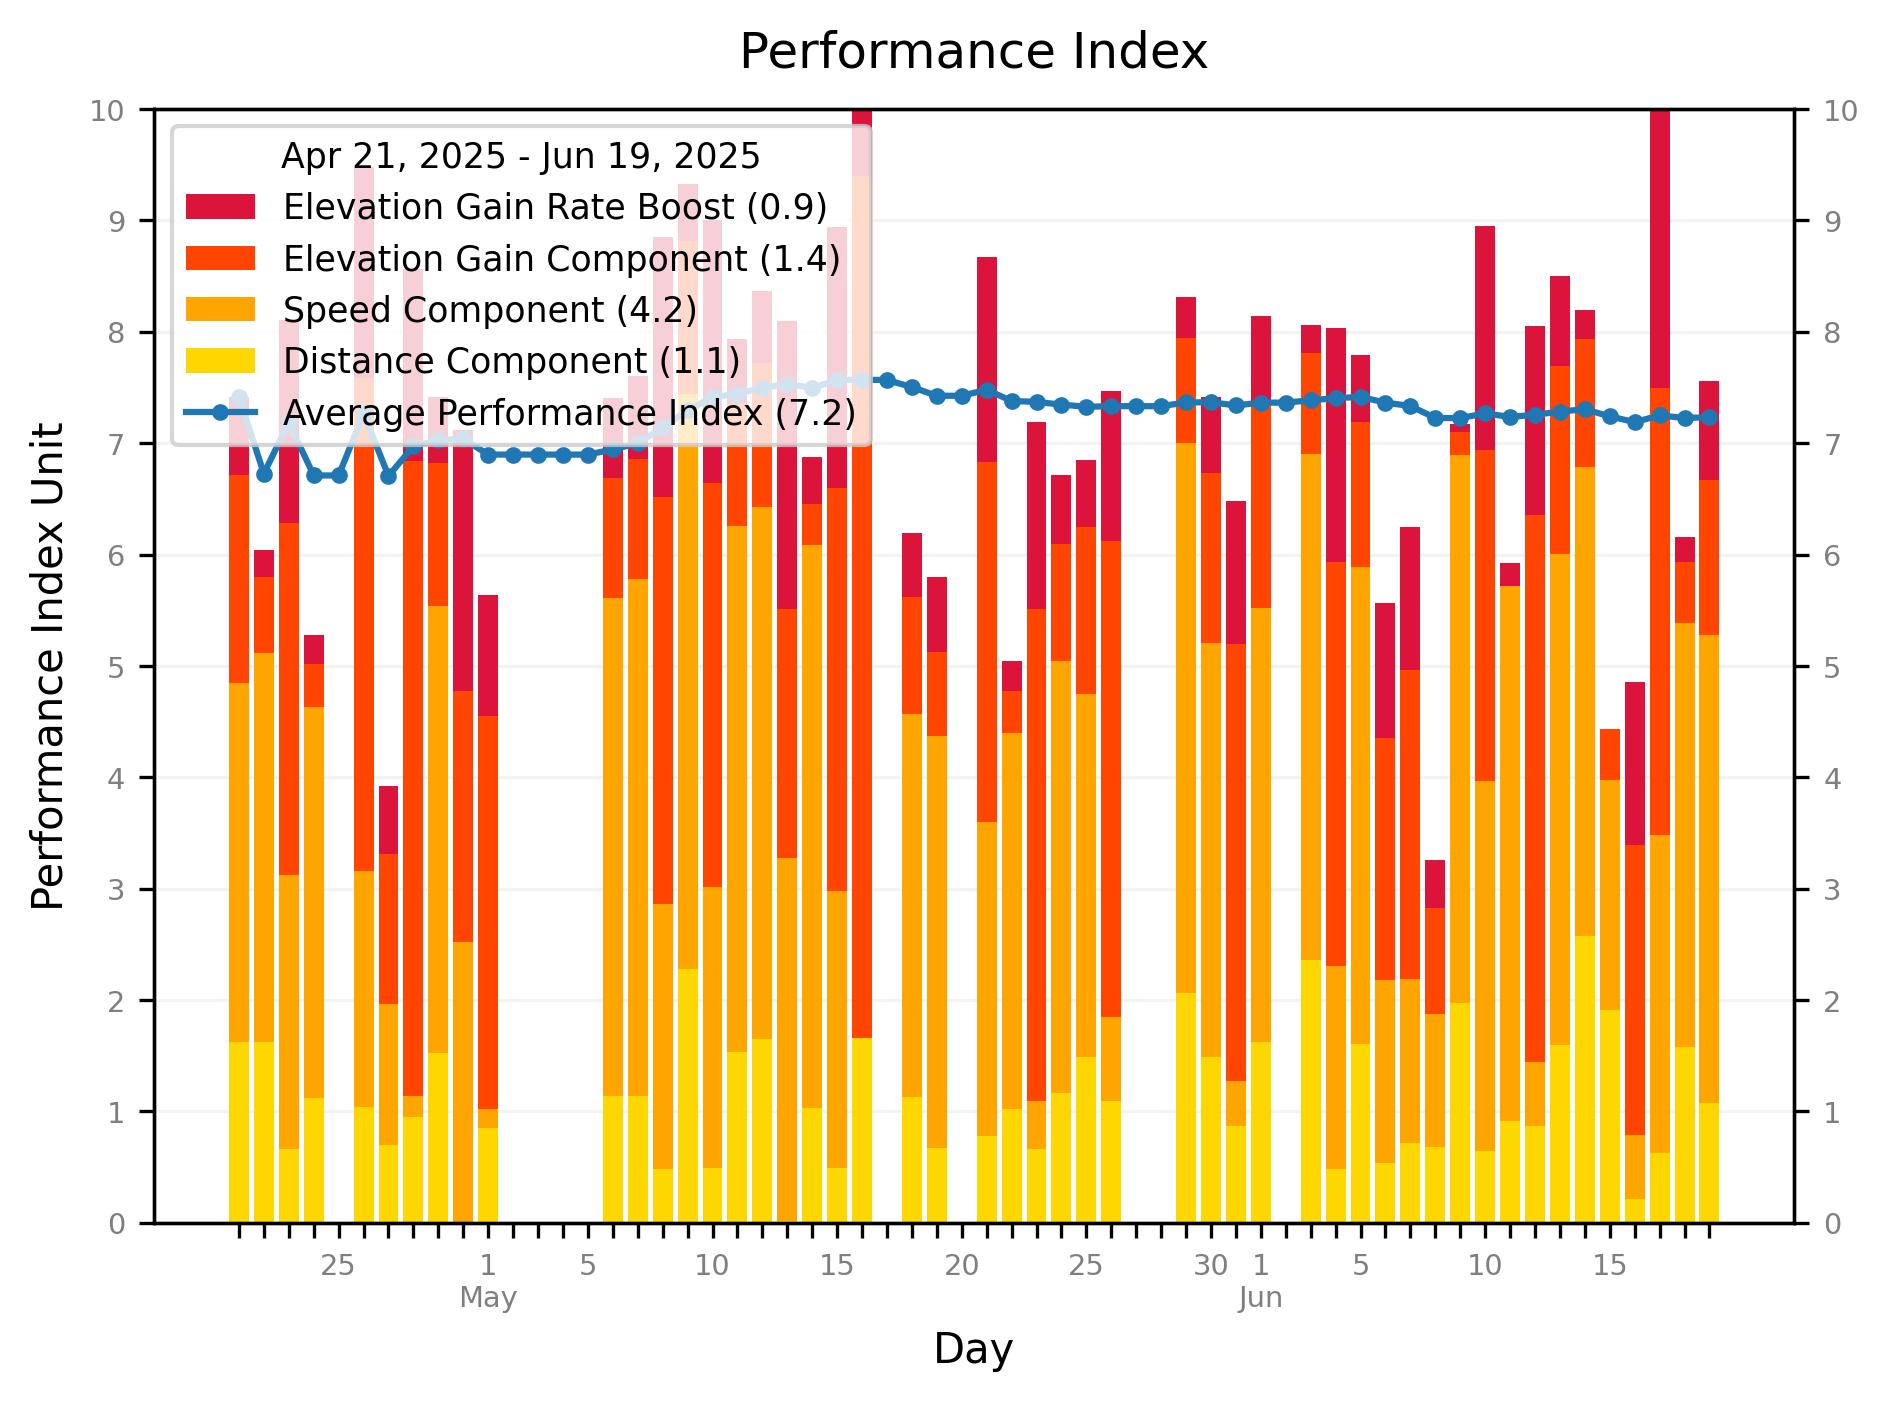 Performance Index
Apr 21, 2025 - Jun 19, 2025
Elevation Gain Rate Boost (0.9)
Elevation Gain Component (1.4)
Speed Component (4.2)
Distance Component (1.1)
Average Performance Index (7.2)
Performance Index Unit
10
9
8
7
6
5
4
3
2
1
0
10
9
8
7
6
5
4
3
2
1
0
25 1 5 10 15 20 25 30 1 5 10 15
May Jun
Day